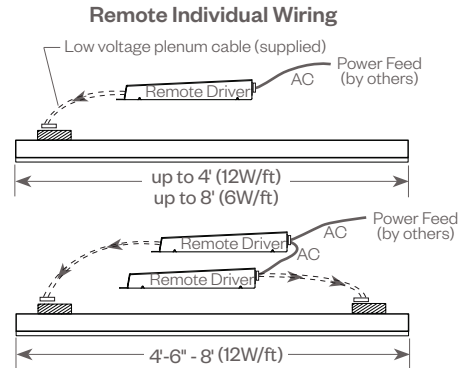 Remote Individual Wiring
Low voltage plenum cable (supplied)
Power Feed
(by others)
AC
Remote Driver
up to 4' (12W/ft)
up to 8' (6W/ft)
Power Feed
(by others)
AC
Remote Driver
AC
Remote Driver
4'-6" - 8' (12W/ft)